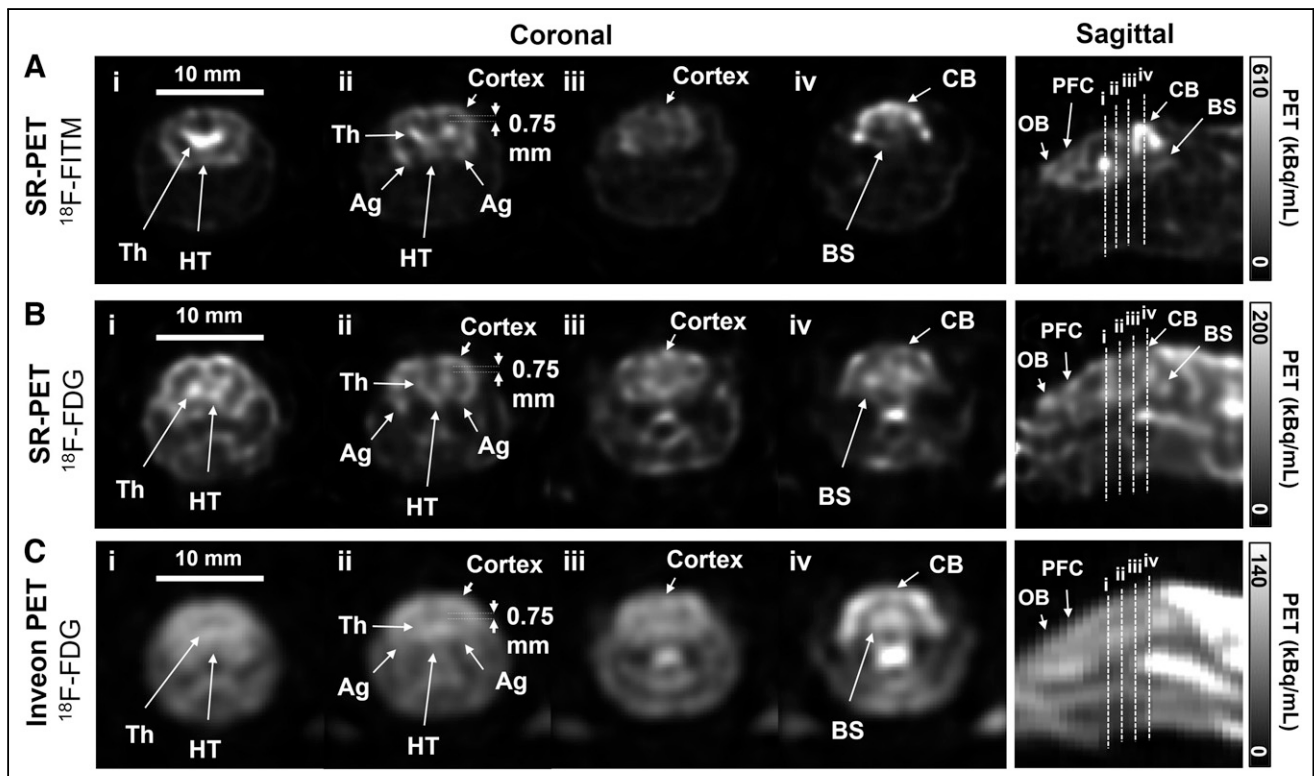 Coronal
Sagittal
A
SR-PET
¹⁸F-FITM
i
10 mm
Th
HT
ii
Cortex
Th
0.75
mm
Ag
Ag
HT
iii
Cortex
iv
CB
BS
OB
PFC
i
ii
iii
iv
CB
BS
610
0
PET (kBq/mL)
B
SR-PET
¹⁸F-FDG
i
10 mm
Th
HT
ii
Cortex
Th
0.75
mm
Ag
Ag
HT
iii
Cortex
iv
CB
BS
OB
PFC
i
ii
iii
iv
CB
BS
200
0
PET (kBq/mL)
C
Inveon PET
¹⁸F-FDG
i
10 mm
Th
HT
ii
Cortex
Th
0.75
mm
Ag
Ag
HT
iii
Cortex
iv
CB
BS
OB
PFC
i
ii
iii
iv
140
0
PET (kBq/mL)